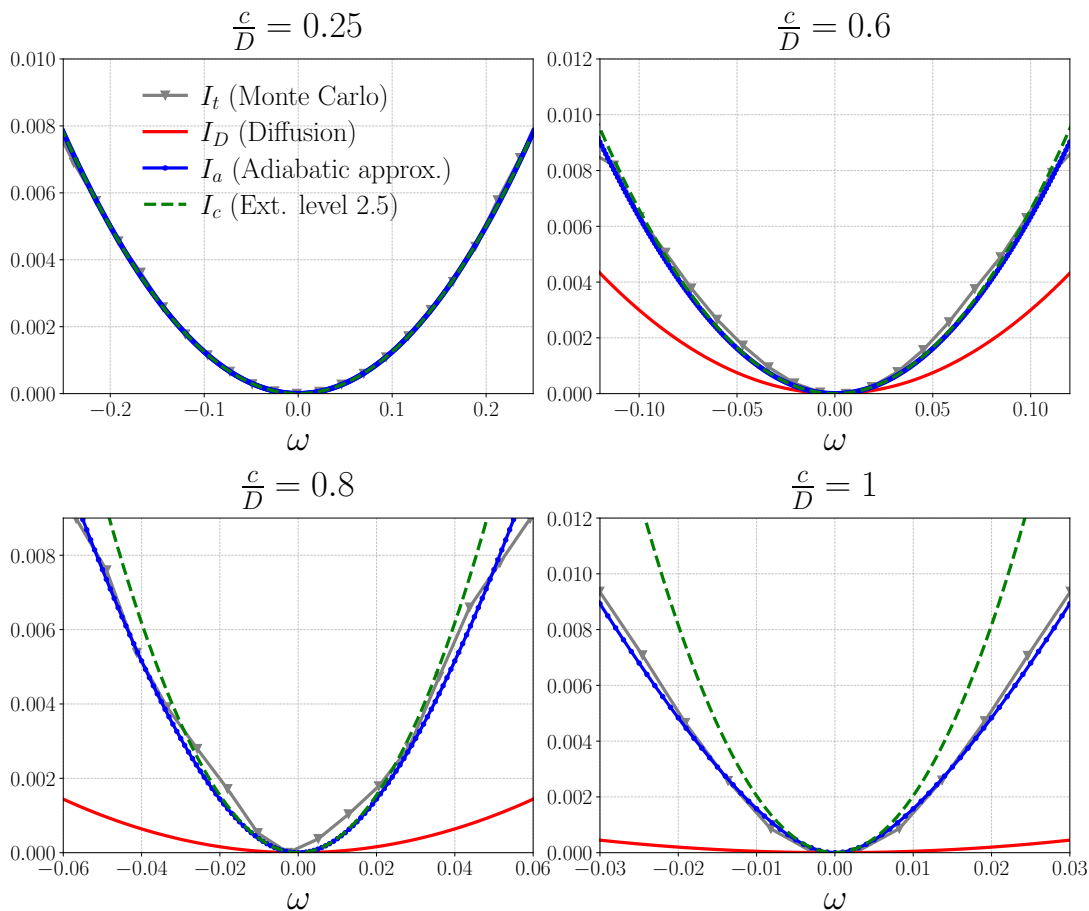 c/D = 0.25
0.010
0.008
0.006
0.004
0.002
0.000
I_t (Monte Carlo)
I_D (Diffusion)
I_a (Adiabatic approx.)
I_c (Ext. level 2.5)
−0.2 −0.1 0.0 0.1 0.2
ω
c/D = 0.6
0.012
0.010
0.008
0.006
0.004
0.002
0.000
−0.10 −0.05 0.00 0.05 0.10
ω
c/D = 0.8
0.008
0.006
0.004
0.002
0.000
−0.06 −0.04 −0.02 0.00 0.02 0.04 0.06
ω
c/D = 1
0.012
0.010
0.008
0.006
0.004
0.002
0.000
−0.03 −0.02 −0.01 0.00 0.01 0.02 0.03
ω